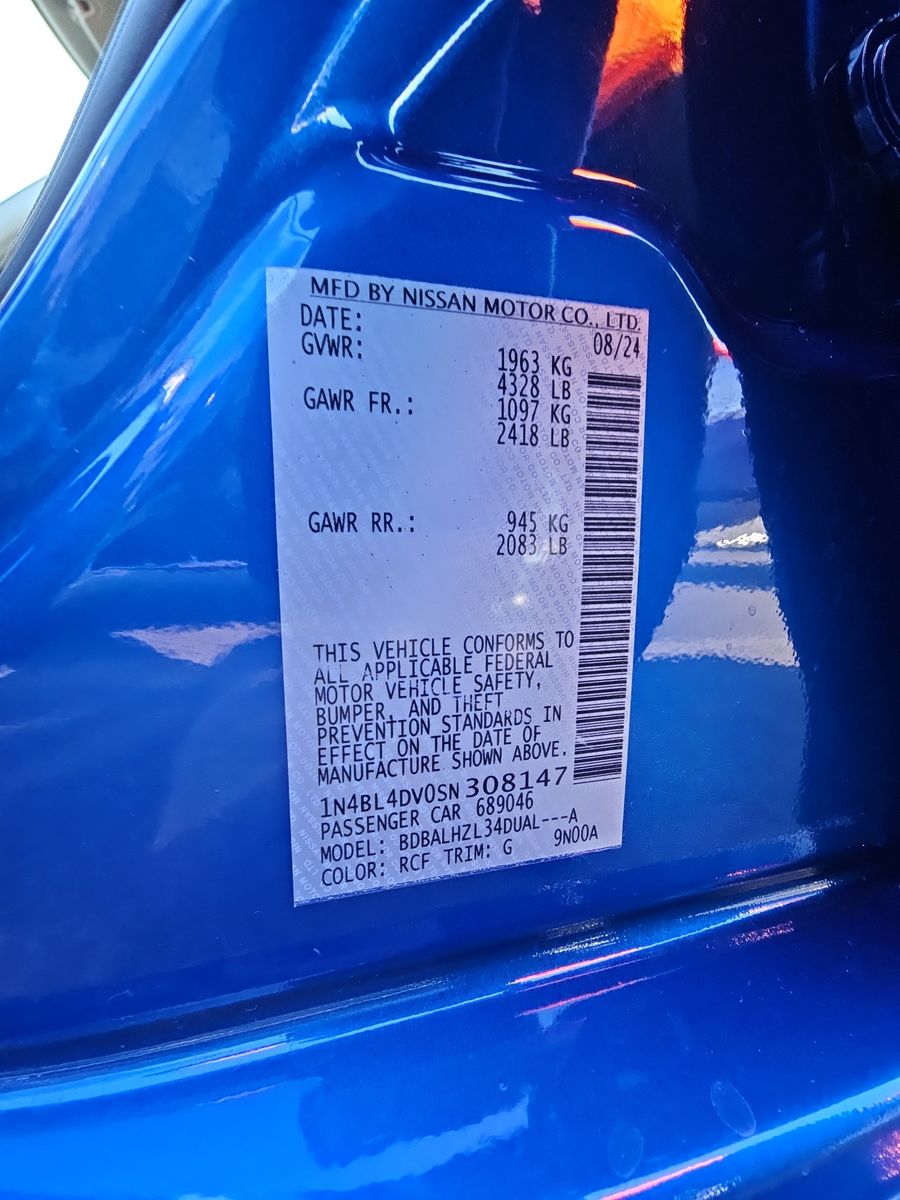 MFD BY NISSAN MOTOR CO., LTD.
DATE: 08/24
GVWR: 1963 KG
4328 LB
GAWR FR.: 1097 KG
2418 LB
GAWR RR.: 945 KG
2083 LB
THIS VEHICLE CONFORMS TO
ALL APPLICABLE FEDERAL
MOTOR VEHICLE SAFETY,
BUMPER, AND THEFT
PREVENTION STANDARDS IN
EFFECT ON THE DATE OF
MANUFACTURE SHOWN ABOVE.
1N4BL4DV0SN308147
PASSENGER CAR 689046
MODEL: BDBALHZL34DUAL---A
COLOR: RCF TRIM: G 9N00A